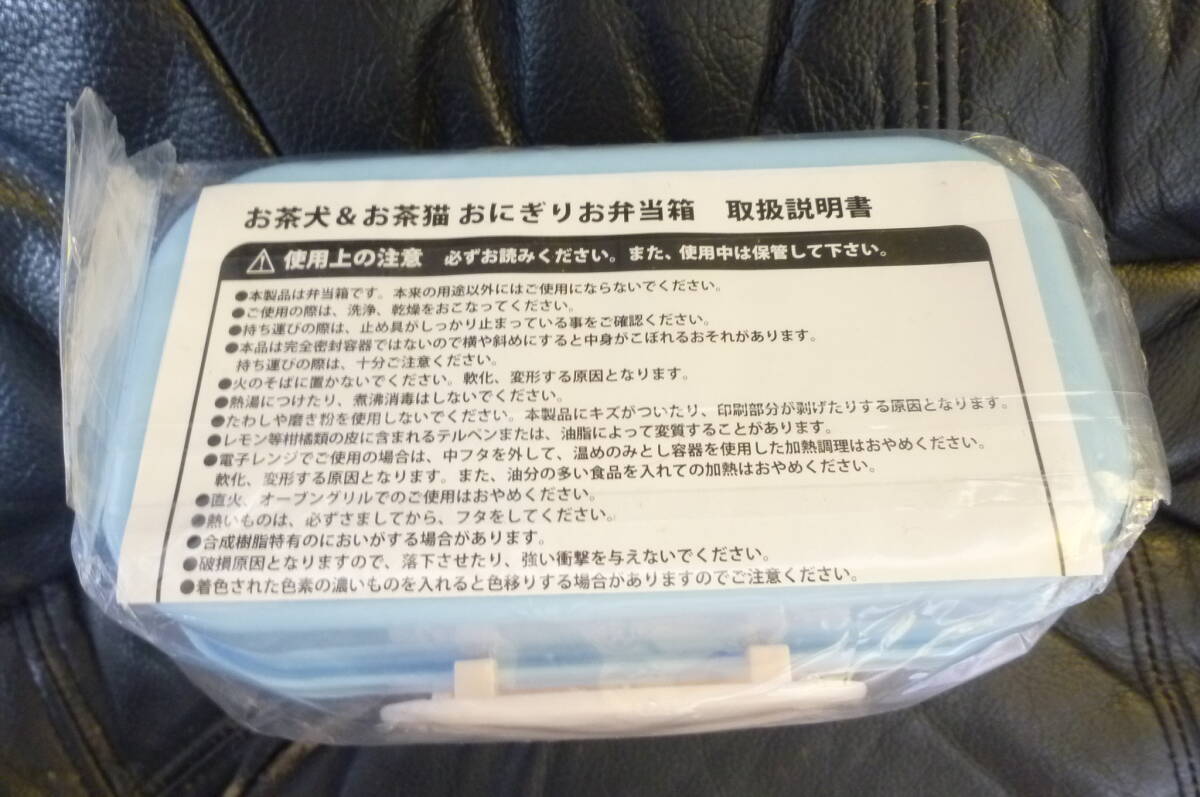 お茶犬＆お茶猫 おにぎりお弁当箱　取扱説明書
使用上の注意　必ずお読みください。また、使用中は保管して下さい。
●本製品は弁当箱です。本来の用途以外にはご使用にならないでください。
●ご使用の際は、洗浄、乾燥をおこなってください。
●持ち運びの際は、止め具がしっかり止まっている事をご確認ください。
●本品は完全密封容器ではないので横や斜めにすると中身がこぼれるおそれがあります。
持ち運びの際は、十分ご注意ください。
●火のそばに置かないでください。軟化、変形する原因となります。
●熱湯につけたり、煮沸消毒はしないでください。
●たわしや磨き粉を使用しないでください。本製品にキズがついたり、印刷部分が剥げたりする原因となります。
●レモン等柑橘類の皮に含まれるテルペンまたは、油脂によって変質することがあります。
●電子レンジでご使用の場合は、中フタを外して、温めのみとし容器を使用した加熱調理はおやめください。
軟化、変形する原因となります。また、油分の多い食品を入れての加熱はおやめください。
●直火、オーブングリルでのご使用はおやめください。
●熱いものは、必ずさましてから、フタをしてください。
●合成樹脂特有のにおいがする場合があります。
●破損原因となりますので、落下させたり、強い衝撃を与えないでください。
●着色された色素の濃いものを入れると色移りする場合がありますのでご注意ください。